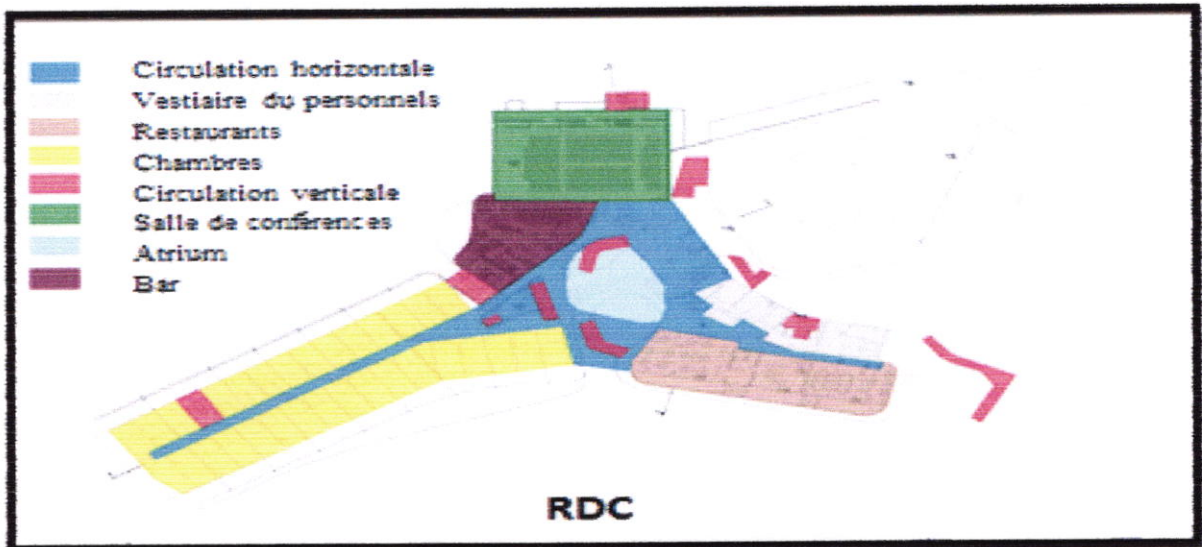 Circulation horizontale
Vestiaire du personnels
Restaurants
Chambres
Circulation verticale
Salle de conférences
Atrium
Bar
RDC